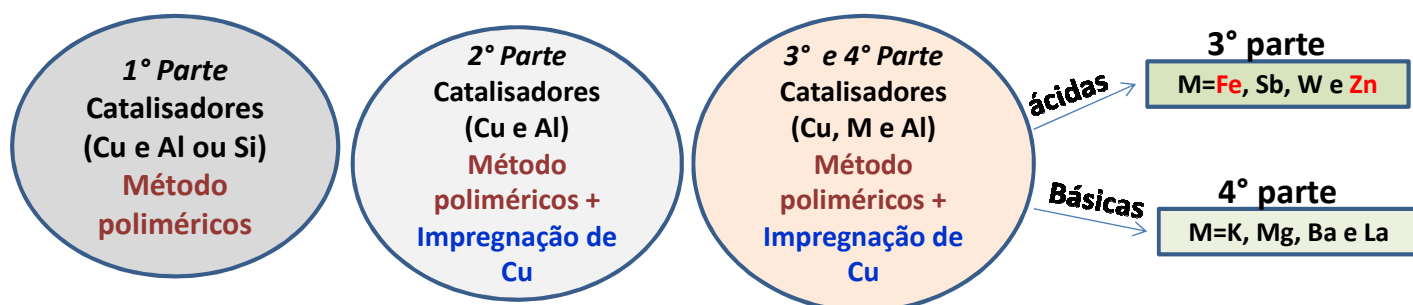 1° Parte
Catalisadores
(Cu e Al ou Si)
Método
poliméricos
2° Parte
Catalisadores
(Cu e Al)
Método
poliméricos +
Impregnação de
Cu
3° e 4° Parte
Catalisadores
(Cu, M e Al)
Método
poliméricos +
Impregnação de
Cu
ácidas
3° parte
M=Fe, Sb, W e Zn
Básicas
4° parte
M=K, Mg, Ba e La